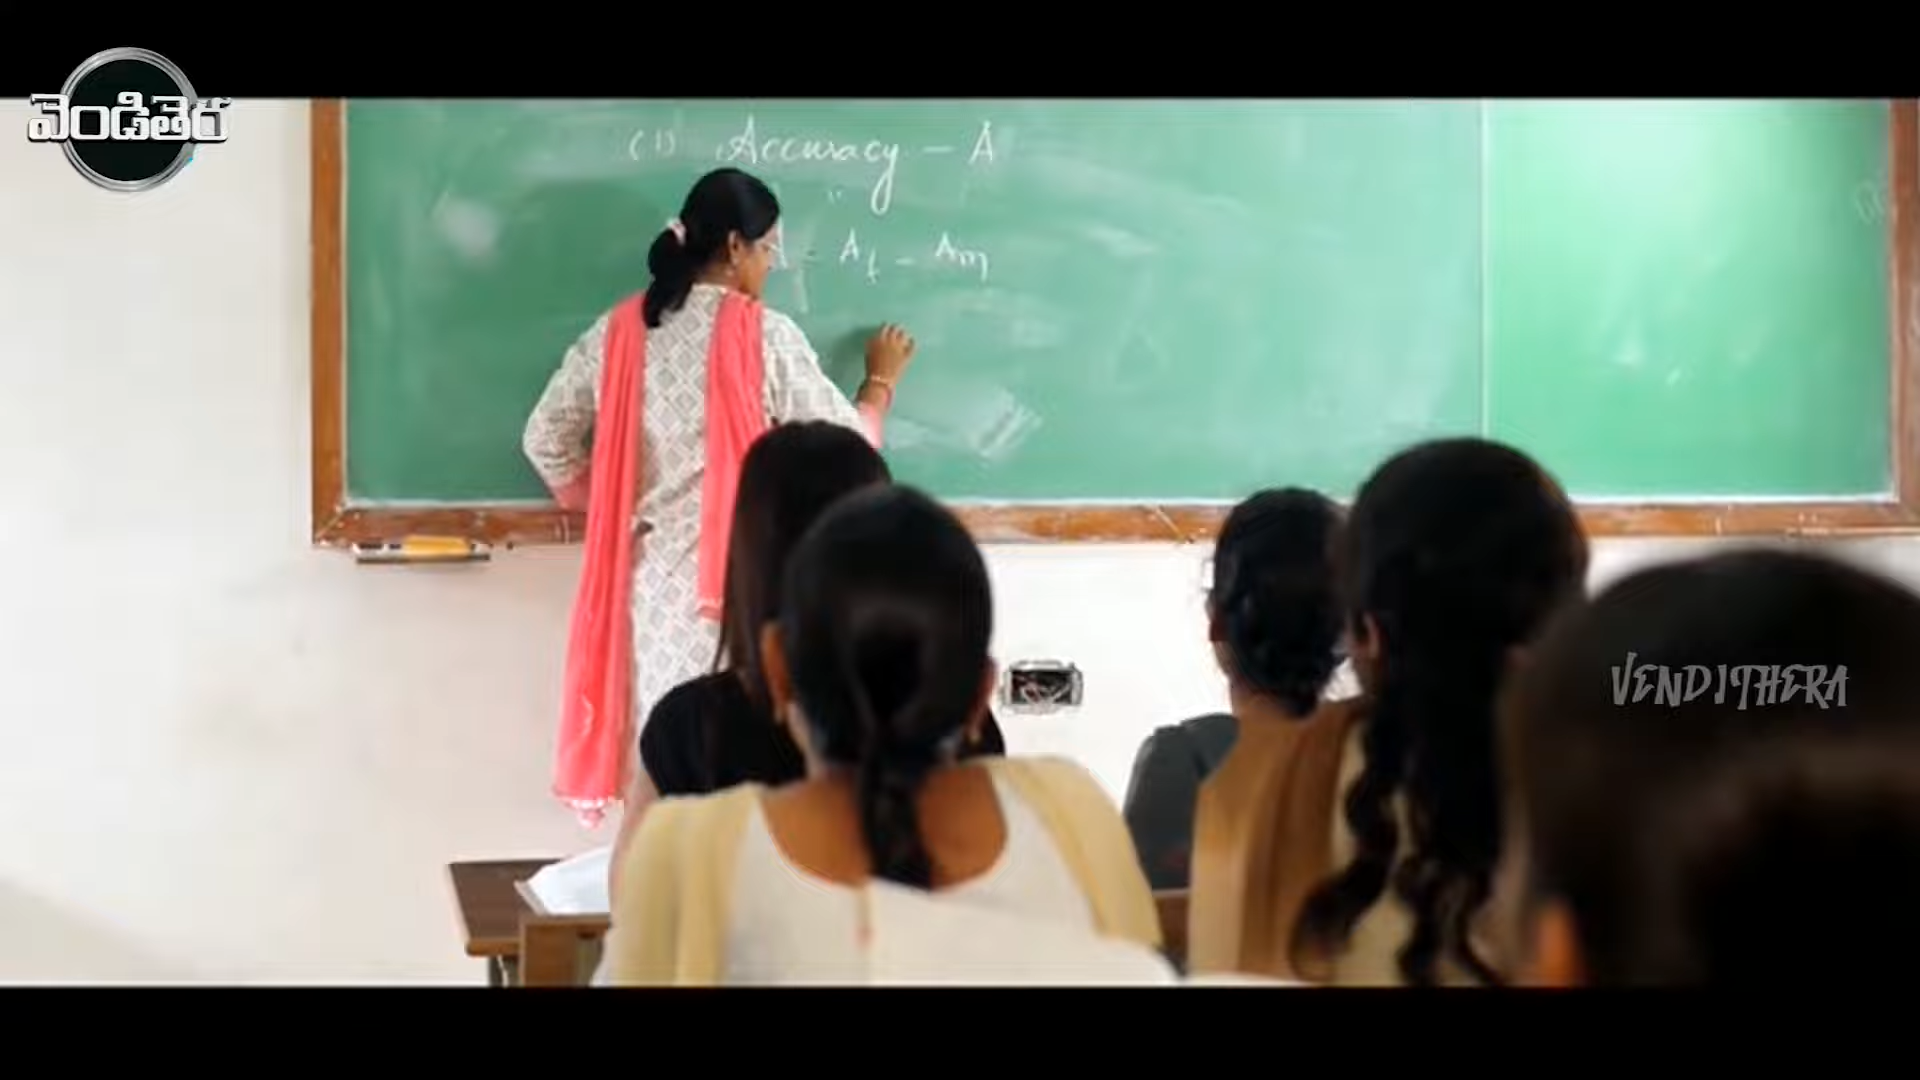 వెండితెర
(1) Accuracy - A
A = At - Am
VENDITHERA